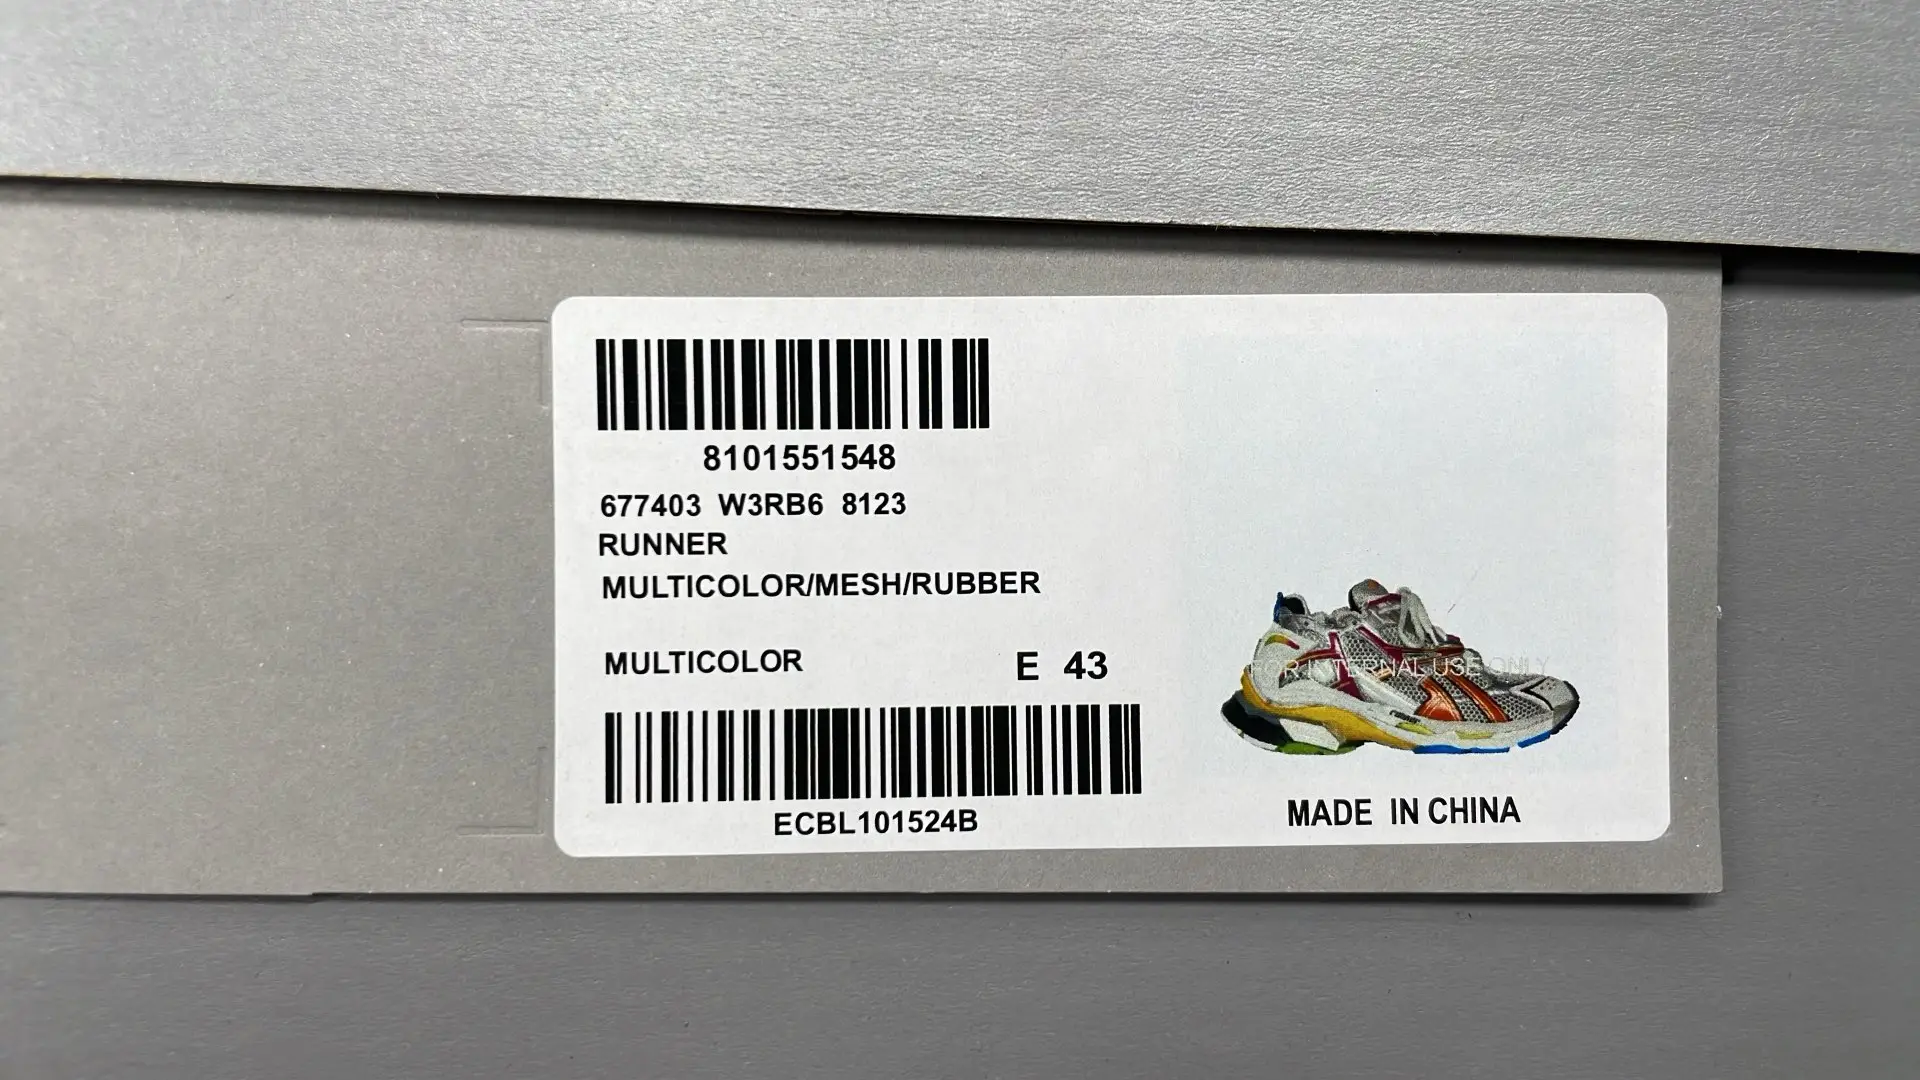 8101551548
677403 W3RB6 8123
RUNNER
MULTICOLOR/MESH/RUBBER
MULTICOLOR E 43
ECBL101524B
FOR INTERNAL USE ONLY
MADE IN CHINA